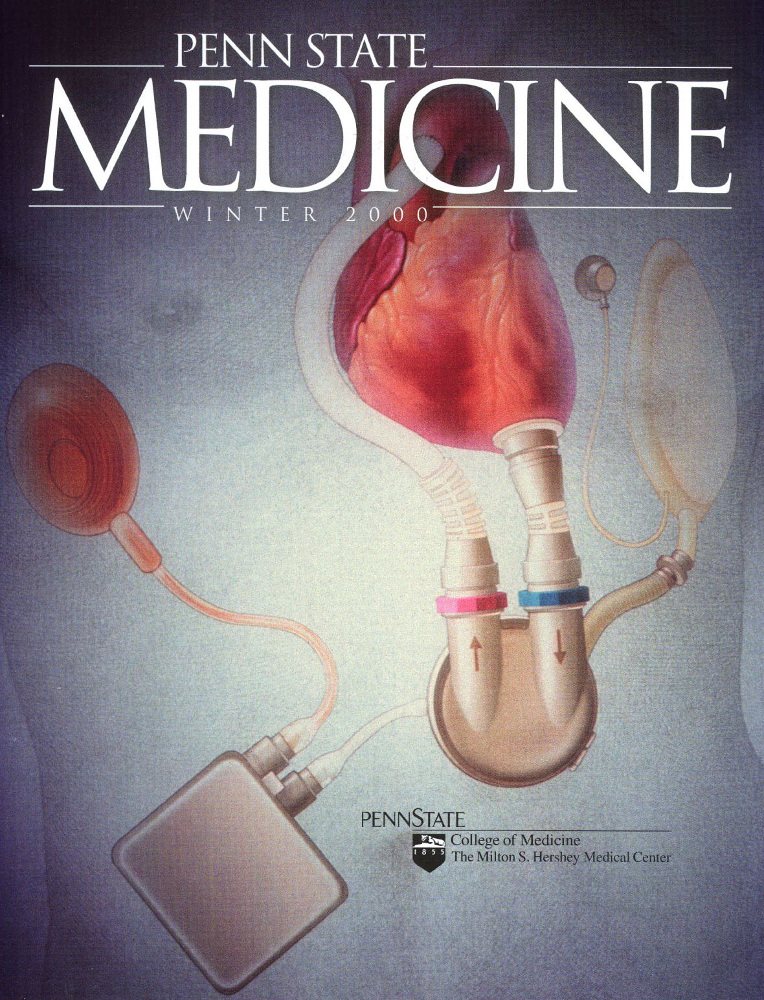 PENN STATE
MEDICINE
WINTER 2000
PENNSTATE
1855
College of Medicine
The Milton S. Hershey Medical Center